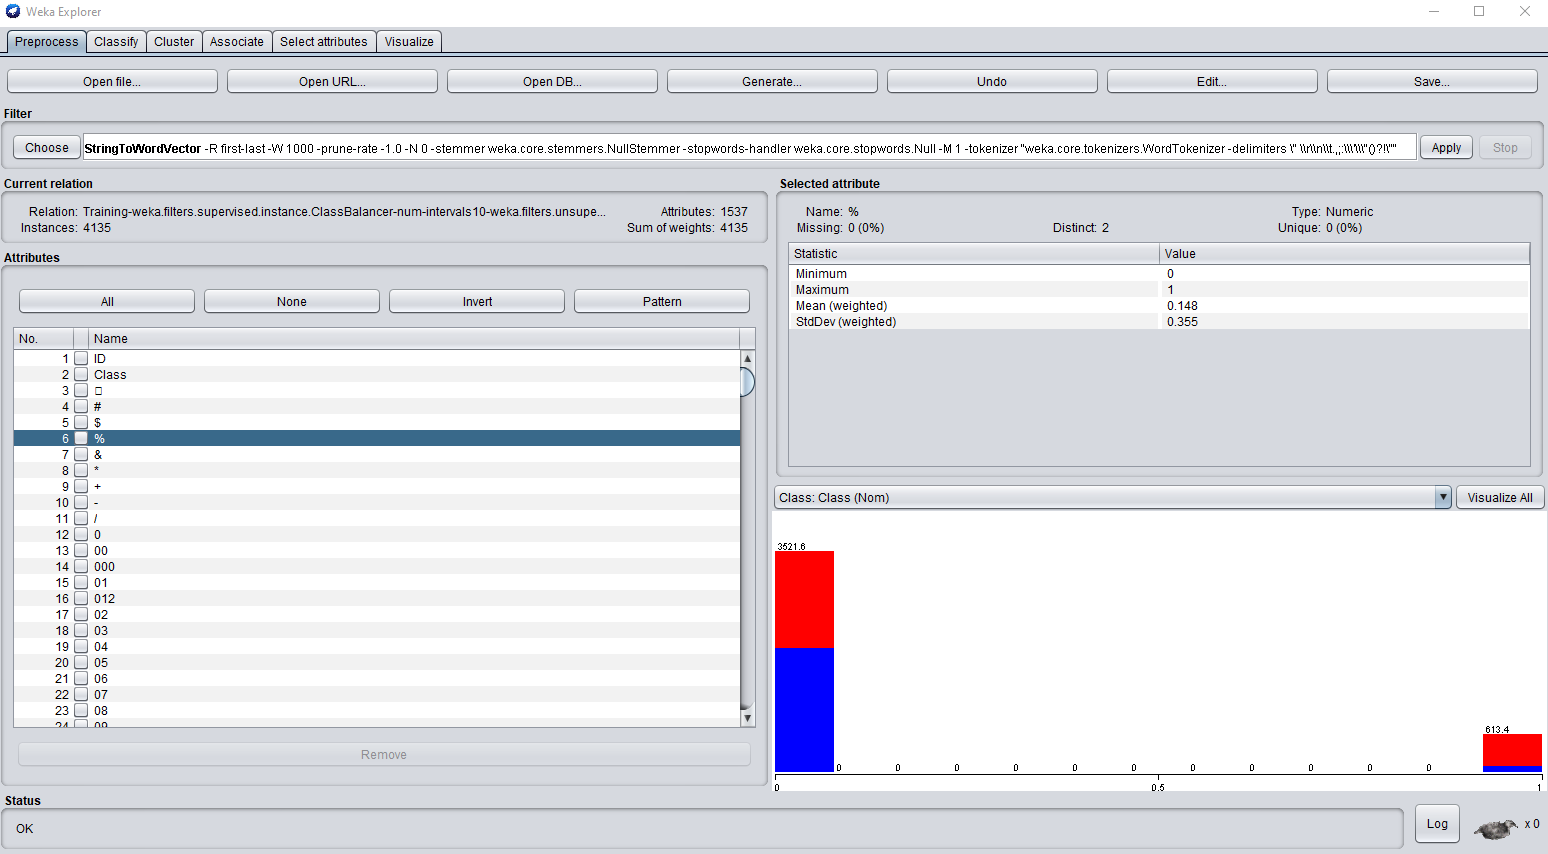 Weka Explorer
Preprocess Classify Cluster Associate Select attributes Visualize
Open file... Open URL... Open DB... Generate... Undo Edit... Save...
Filter
Choose StringToWordVector -R first-last -W 1000 -prune-rate -1.0 -N 0 -stemmer weka.core.stemmers.NullStemmer -stopwords-handler weka.core.stopwords.Null -M 1 -tokenizer "weka.core.tokenizers.WordTokenizer -delimiters \" \\r\\n\\t.,;:\\\'\\\"()?!\"" Apply Stop
Current relation
Relation: Training-weka.filters.supervised.instance.ClassBalancer-num-intervals10-weka.filters.unsupe... Attributes: 1537
Instances: 4135 Sum of weights: 4135
Attributes
All None Invert Pattern
No. Name
1 ID
2 Class
3 □
4 #
5 $
6 %
7 &
8 *
9 +
10 -
11 /
12 0
13 00
14 000
15 01
16 012
17 02
18 03
19 04
20 05
21 06
22 07
23 08
24 09
Remove
Selected attribute
Name: % Type: Numeric
Missing: 0 (0%) Distinct: 2 Unique: 0 (0%)
Statistic Value
Minimum 0
Maximum 1
Mean (weighted) 0.148
StdDev (weighted) 0.355
Class: Class (Nom) Visualize All
3521.6
613.4
0 0 0 0 0 0 0 0 0 0 0
0 0.5 1
Status
OK
Log x 0